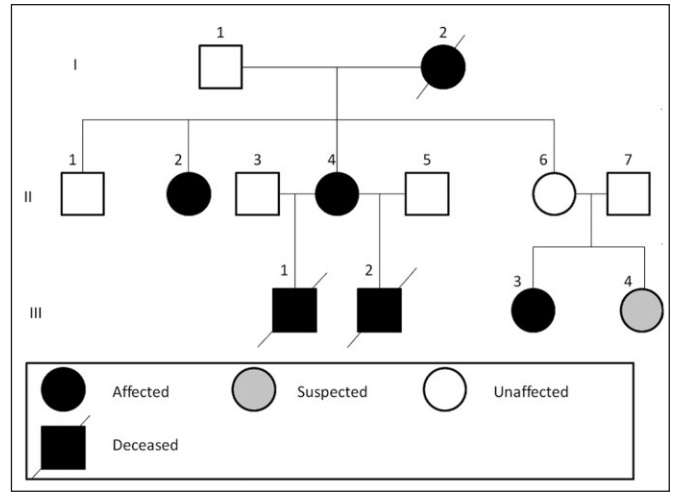 1 2
I
1 2 3 4 5 6 7
II
1 2 3 4
III
Affected Suspected Unaffected
Deceased